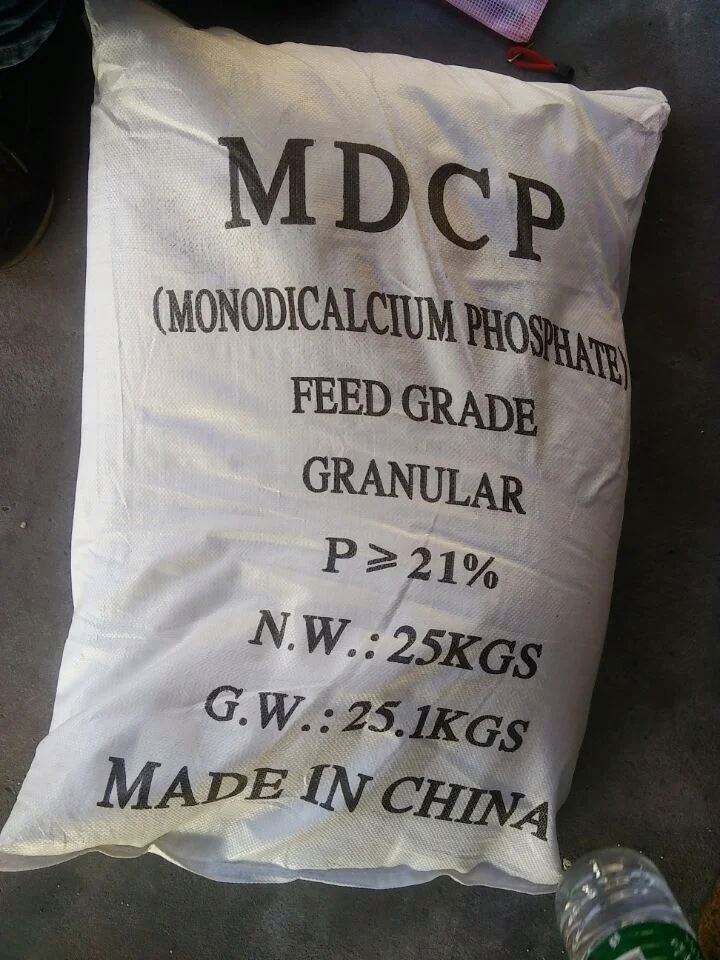 MDCP
(MONODICALCIUM PHOSPHATE)
FEED GRADE
GRANULAR
P⩾21%
N.W.: 25KGS
G.W.: 25.1KGS
MADE IN CHINA